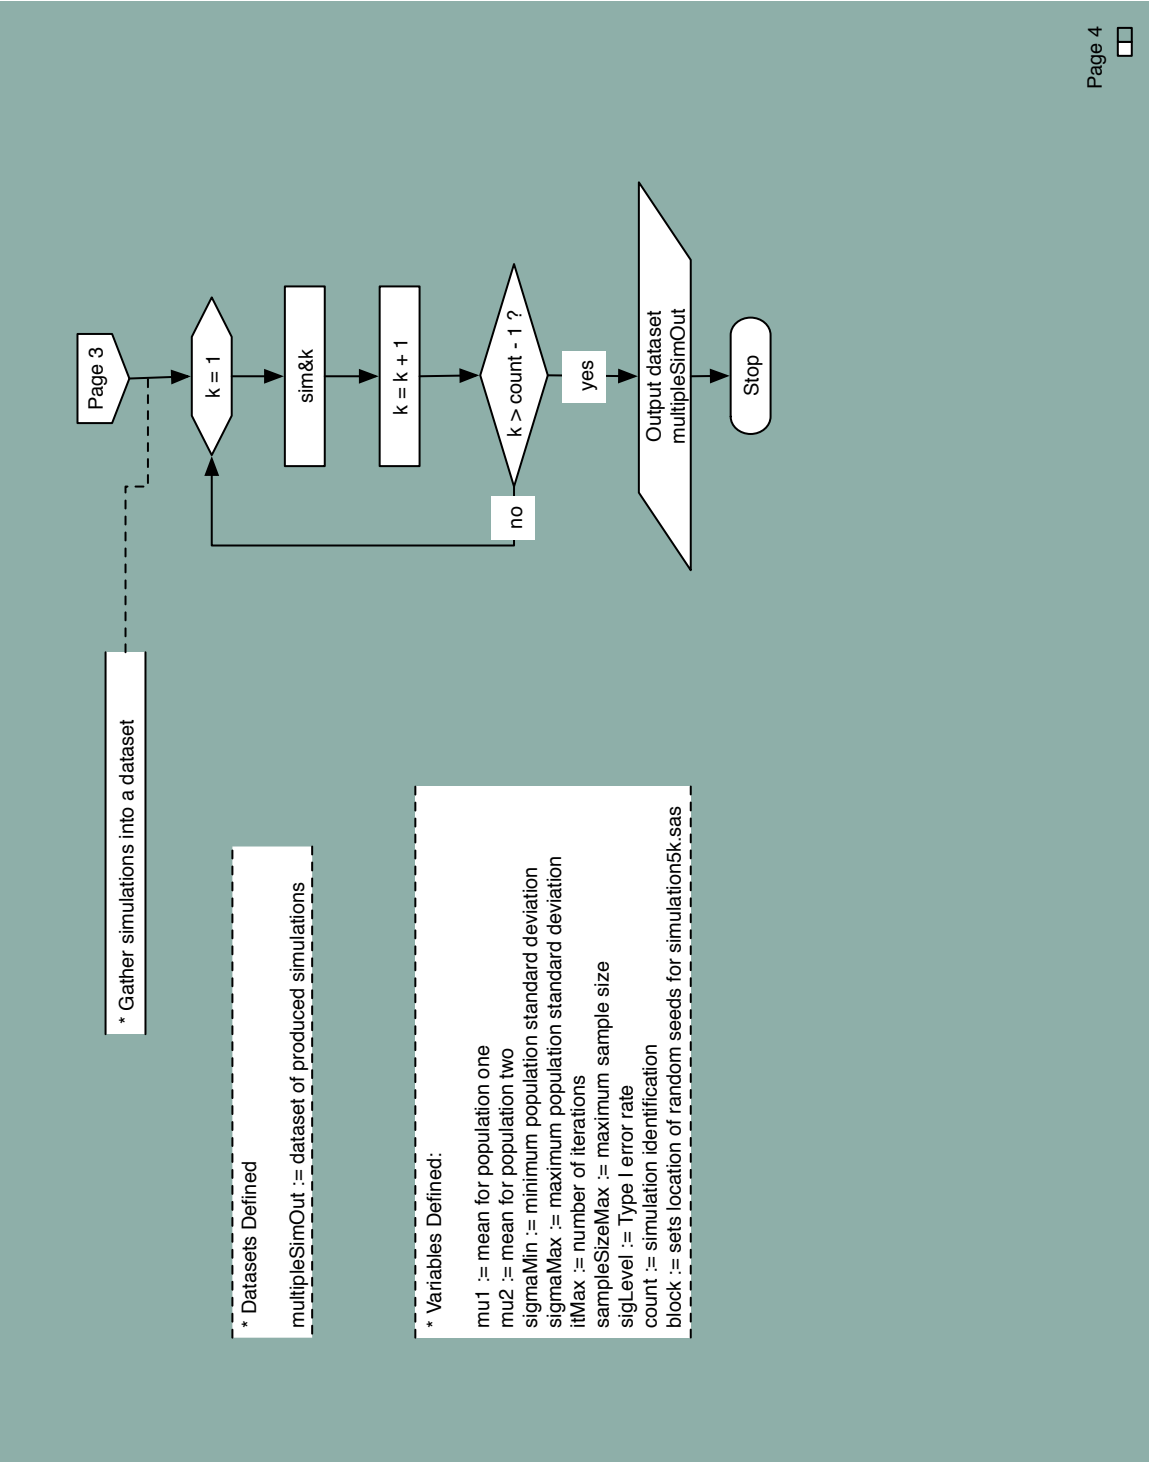 Page 3
k = 1
sim&k
k = k + 1
k > count - 1 ?
no
yes
Output dataset
multipleSimOut
Stop
* Gather simulations into a dataset
* Datasets Defined
multipleSimOut := dataset of produced simulations
* Variables Defined:
mu1 := mean for population one
mu2 := mean for population two
sigmaMin := minimum population standard deviation
sigmaMax := maximum population standard deviation
itMax := number of iterations
sampleSizeMax := maximum sample size
sigLevel := Type I error rate
count := simulation identification
block := sets location of random seeds for simulation5k.sas
Page 4